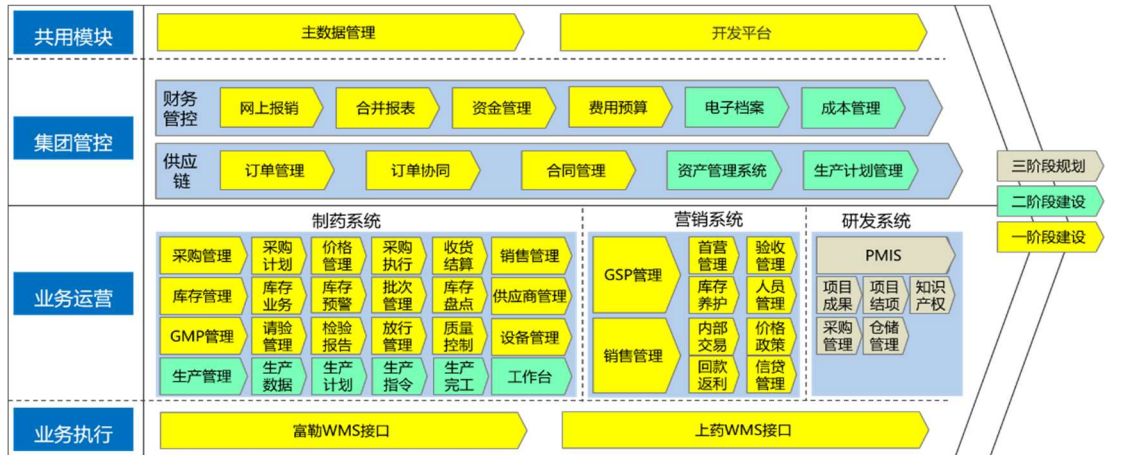 共用模块
主数据管理
开发平台
集团管控
财务
管控
网上报销
合并报表
资金管理
费用预算
电子档案
成本管理
供应
链
订单管理
订单协同
合同管理
资产管理系统
生产计划管理
三阶段规划
二阶段建设
一阶段建设
业务运营
制药系统
采购管理
采购
计划
价格
管理
采购
执行
收货
结算
销售管理
库存管理
库存
业务
库存
预警
批次
管理
库存
盘点
供应商管理
GMP管理
请验
管理
检验
报告
放行
管理
质量
控制
设备管理
生产管理
生产
数据
生产
计划
生产
指令
生产
完工
工作台
营销系统
GSP管理
首营
管理
验收
管理
库存
养护
人员
管理
销售管理
内部
交易
价格
政策
回款
返利
信贷
管理
研发系统
PMIS
项目
成果
项目
结项
知识
产权
采购
管理
仓储
管理
业务执行
富勒WMS接口
上药WMS接口